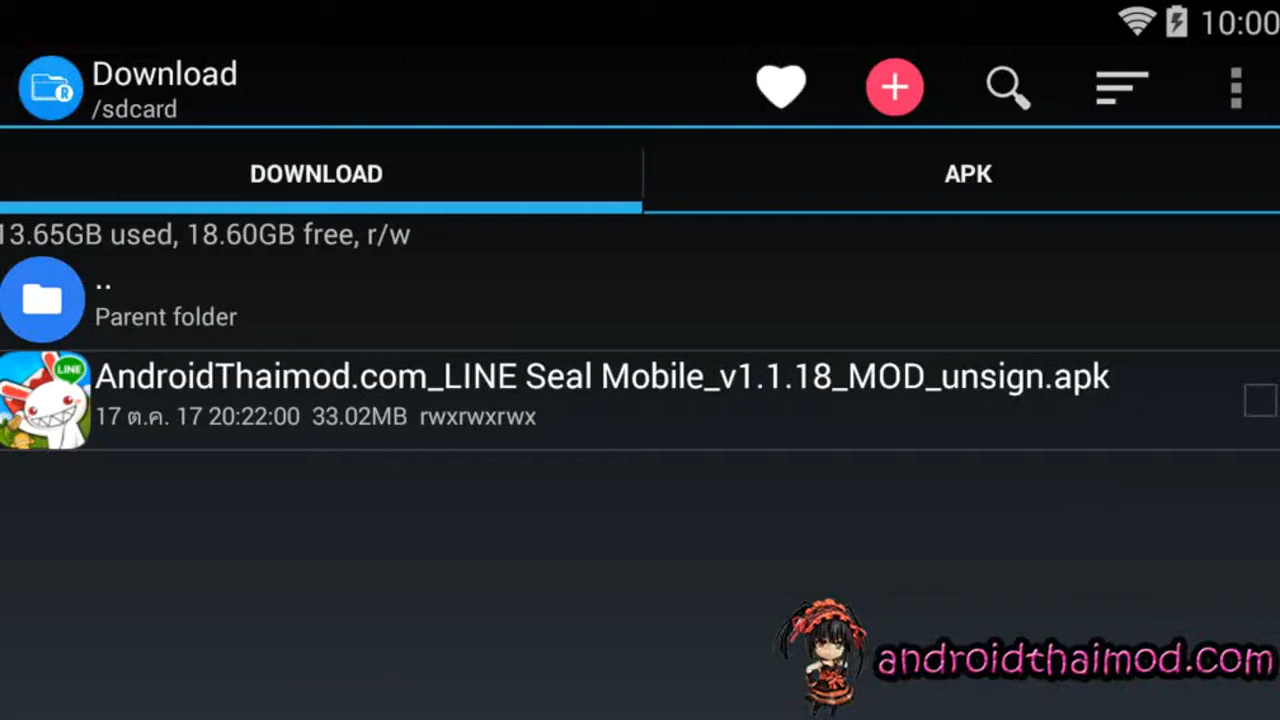 10:00
Download
/sdcard
DOWNLOAD
APK
13.65GB used, 18.60GB free, r/w
..
Parent folder
LINE
AndroidThaimod.com_LINE Seal Mobile_v1.1.18_MOD_unsign.apk
17 ต.ค. 17 20:22:00 33.02MB rwxrwxrwx
androidthaimod.com